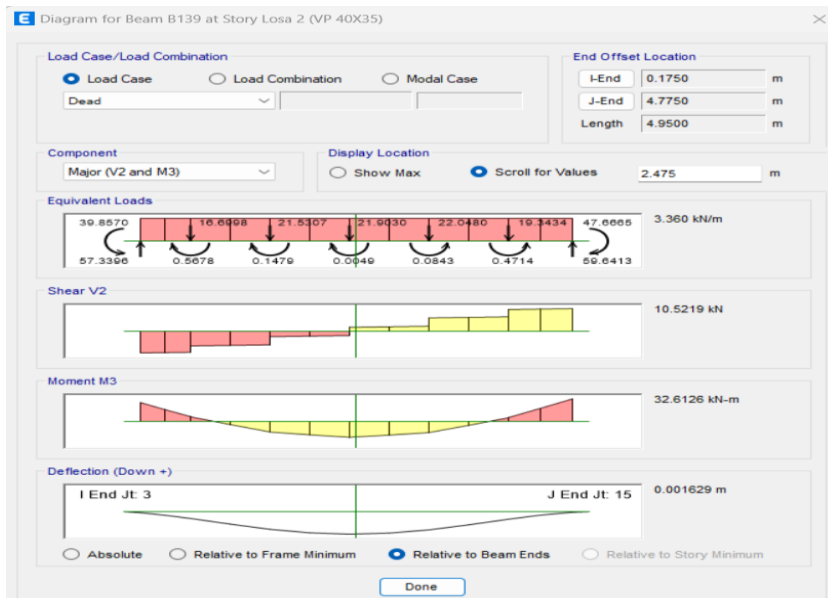 E Diagram for Beam B139 at Story Losa 2 (VP 40X35)
Load Case/Load Combination
Load Case Load Combination Modal Case
Dead
End Offset Location
I-End 0.1750 m
J-End 4.7750 m
Length 4.9500 m
Component
Major (V2 and M3)
Display Location
Show Max Scroll for Values 2.475 m
Equivalent Loads
39.8570 16.6998 21.5307 21.9030 22.0480 19.3434 47.6665
57.3396 0.5678 0.1479 0.0049 0.0843 0.4714 59.6413
3.360 kN/m
Shear V2
10.5219 kN
Moment M3
32.6126 kN-m
Deflection (Down +)
I End Jt: 3 J End Jt: 15
0.001629 m
Absolute Relative to Frame Minimum Relative to Beam Ends Relative to Story Minimum
Done